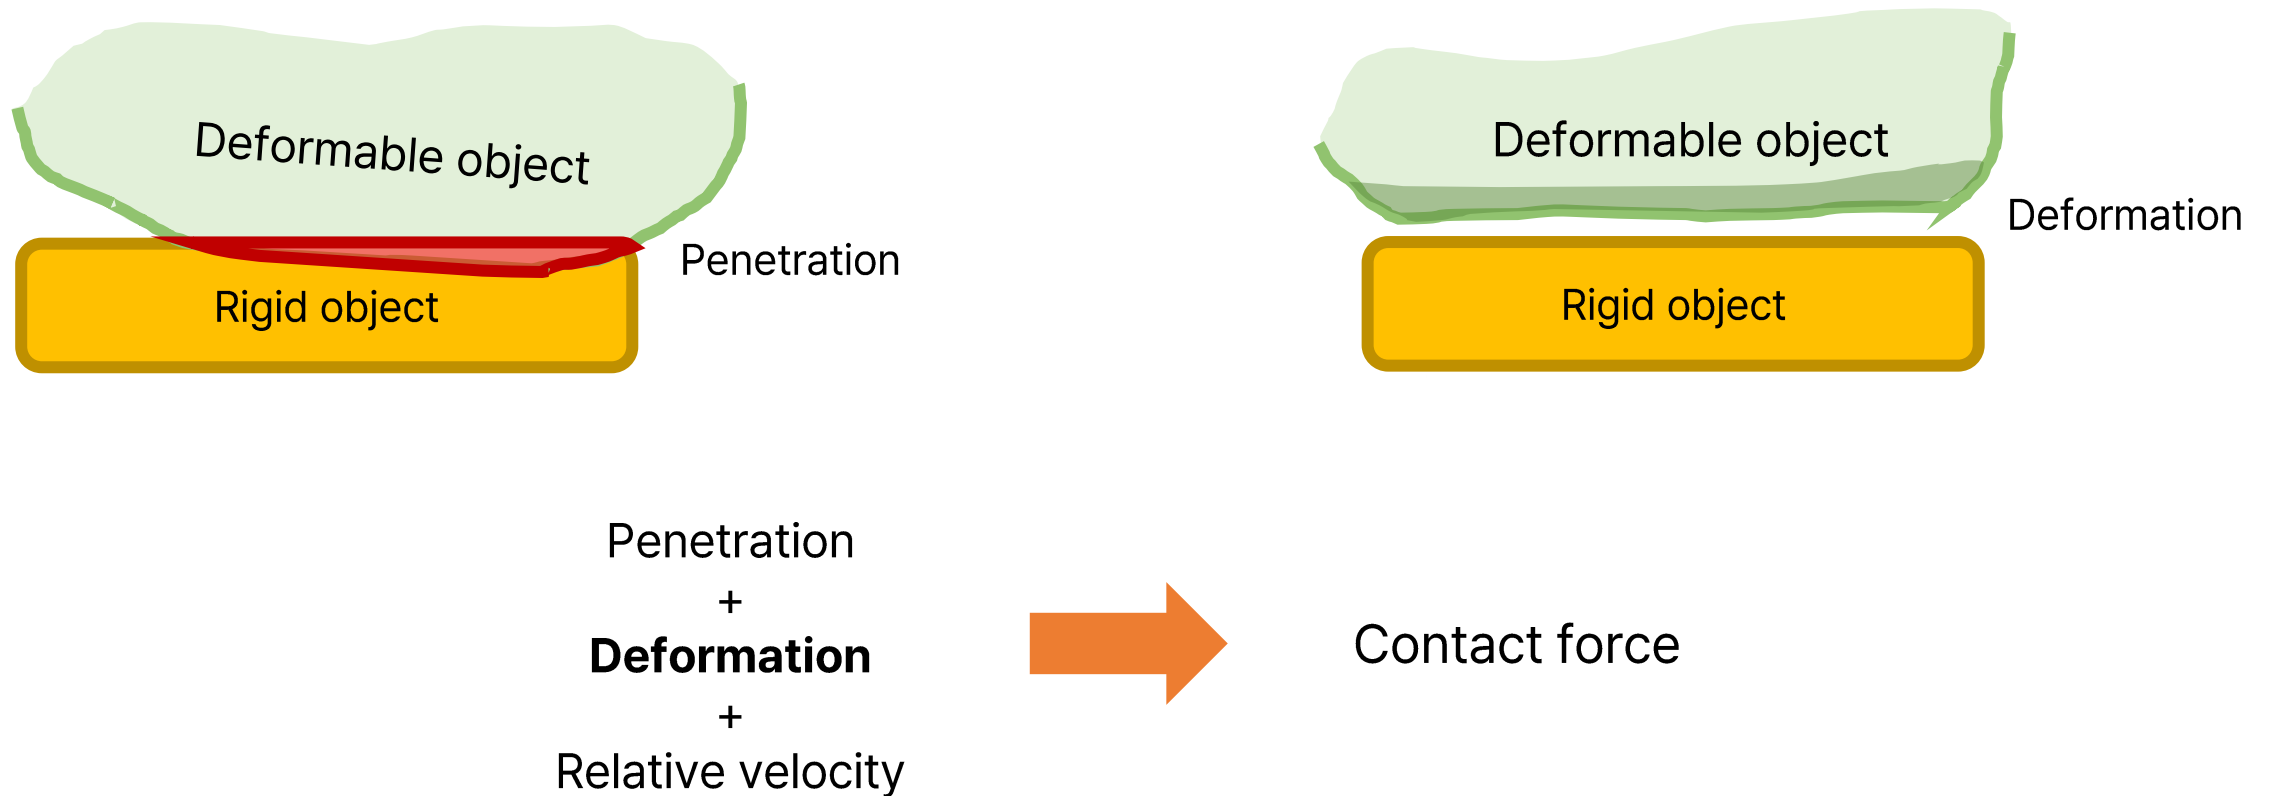 Deformable object
Penetration
Rigid object
Deformable object
Deformation
Rigid object
Penetration
+
Deformation
+
Relative velocity
Contact force